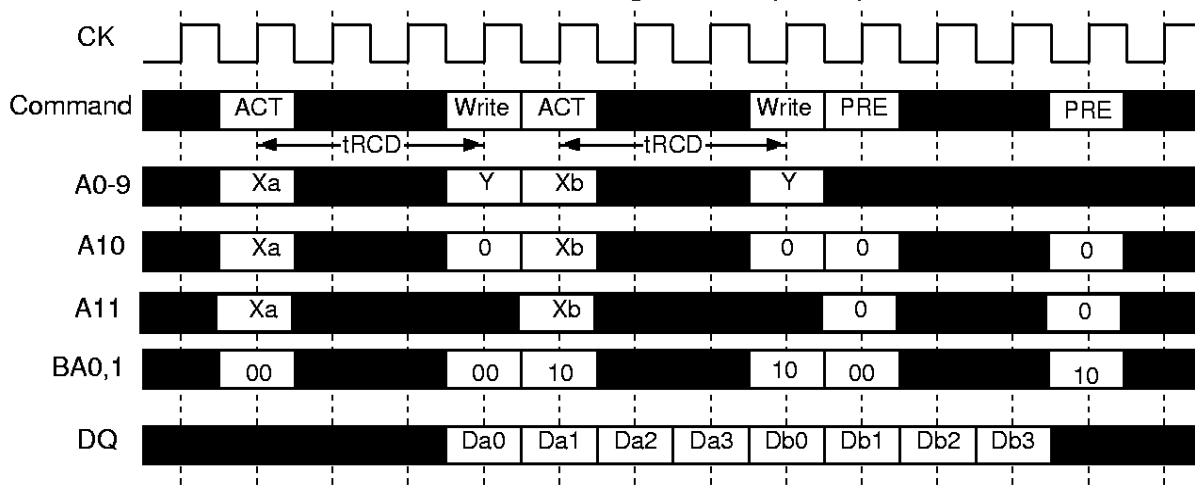 CK
Command ACT Write ACT Write PRE PRE
tRCD tRCD
A0-9 Xa Y Xb Y
A10 Xa 0 Xb 0 0 0
A11 Xa Xb 0 0
BA0,1 00 00 10 10 00 10
DQ Da0 Da1 Da2 Da3 Db0 Db1 Db2 Db3